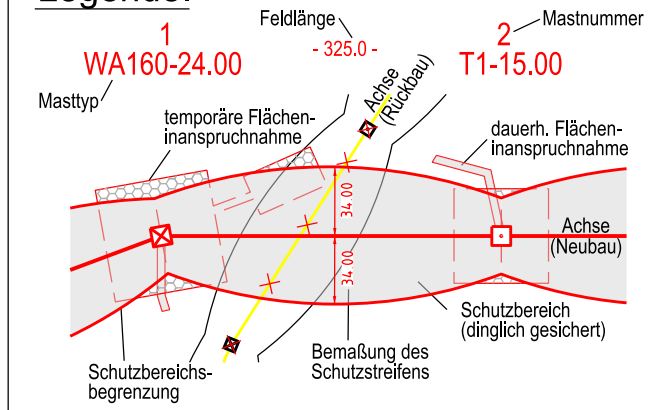 Legende:
Feldlänge
Mastnummer
1
- 325.0 -
2
WA160-24.00
T1-15.00
Masttyp
Achse
(Rückbau)
temporäre Flächen-
inanspruchnahme
dauerh. Flächen-
inanspruchnahme
34.00
34.00
Achse
(Neubau)
Schutzbereich
(dinglich gesichert)
Bemaßung des
Schutzstreifens
Schutzbereichs-
begrenzung